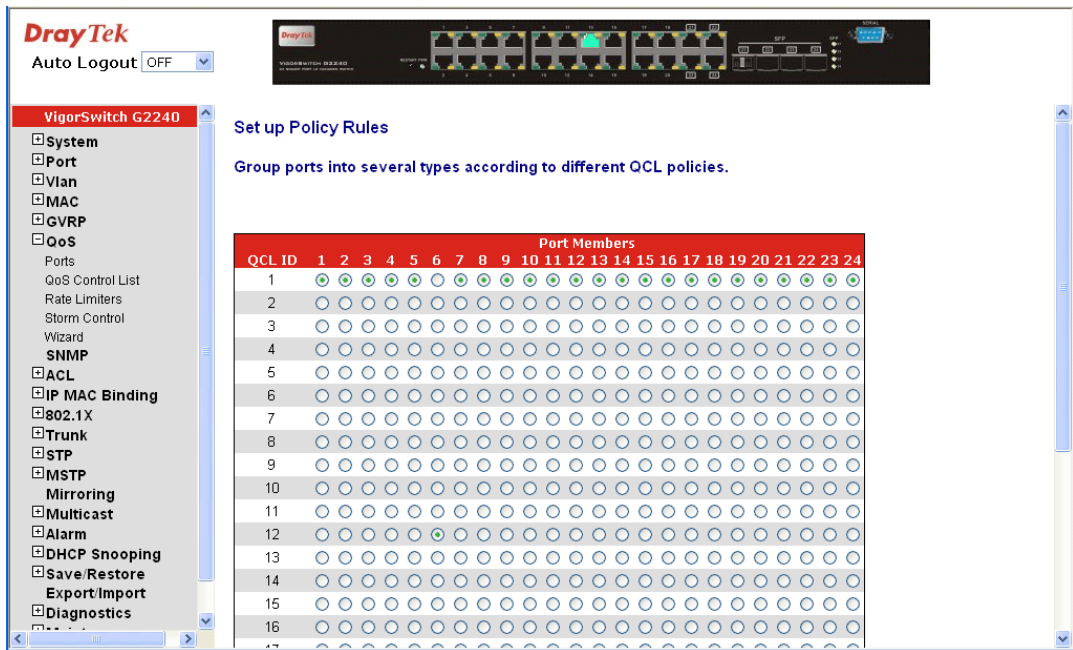 DrayTek
Auto Logout OFF
DrayTek
VIGORSWITCH G2240
SERIAL
SFP
VigorSwitch G2240
System
Port
Vlan
MAC
GVRP
QoS
Ports
QoS Control List
Rate Limiters
Storm Control
Wizard
SNMP
ACL
IP MAC Binding
802.1X
Trunk
STP
MSTP
Mirroring
Multicast
Alarm
DHCP Snooping
Save/Restore
Export/Import
Diagnostics
Set up Policy Rules
Group ports into several types according to different QCL policies.
Port Members
QCL ID 1 2 3 4 5 6 7 8 9 10 11 12 13 14 15 16 17 18 19 20 21 22 23 24
1
2
3
4
5
6
7
8
9
10
11
12
13
14
15
16